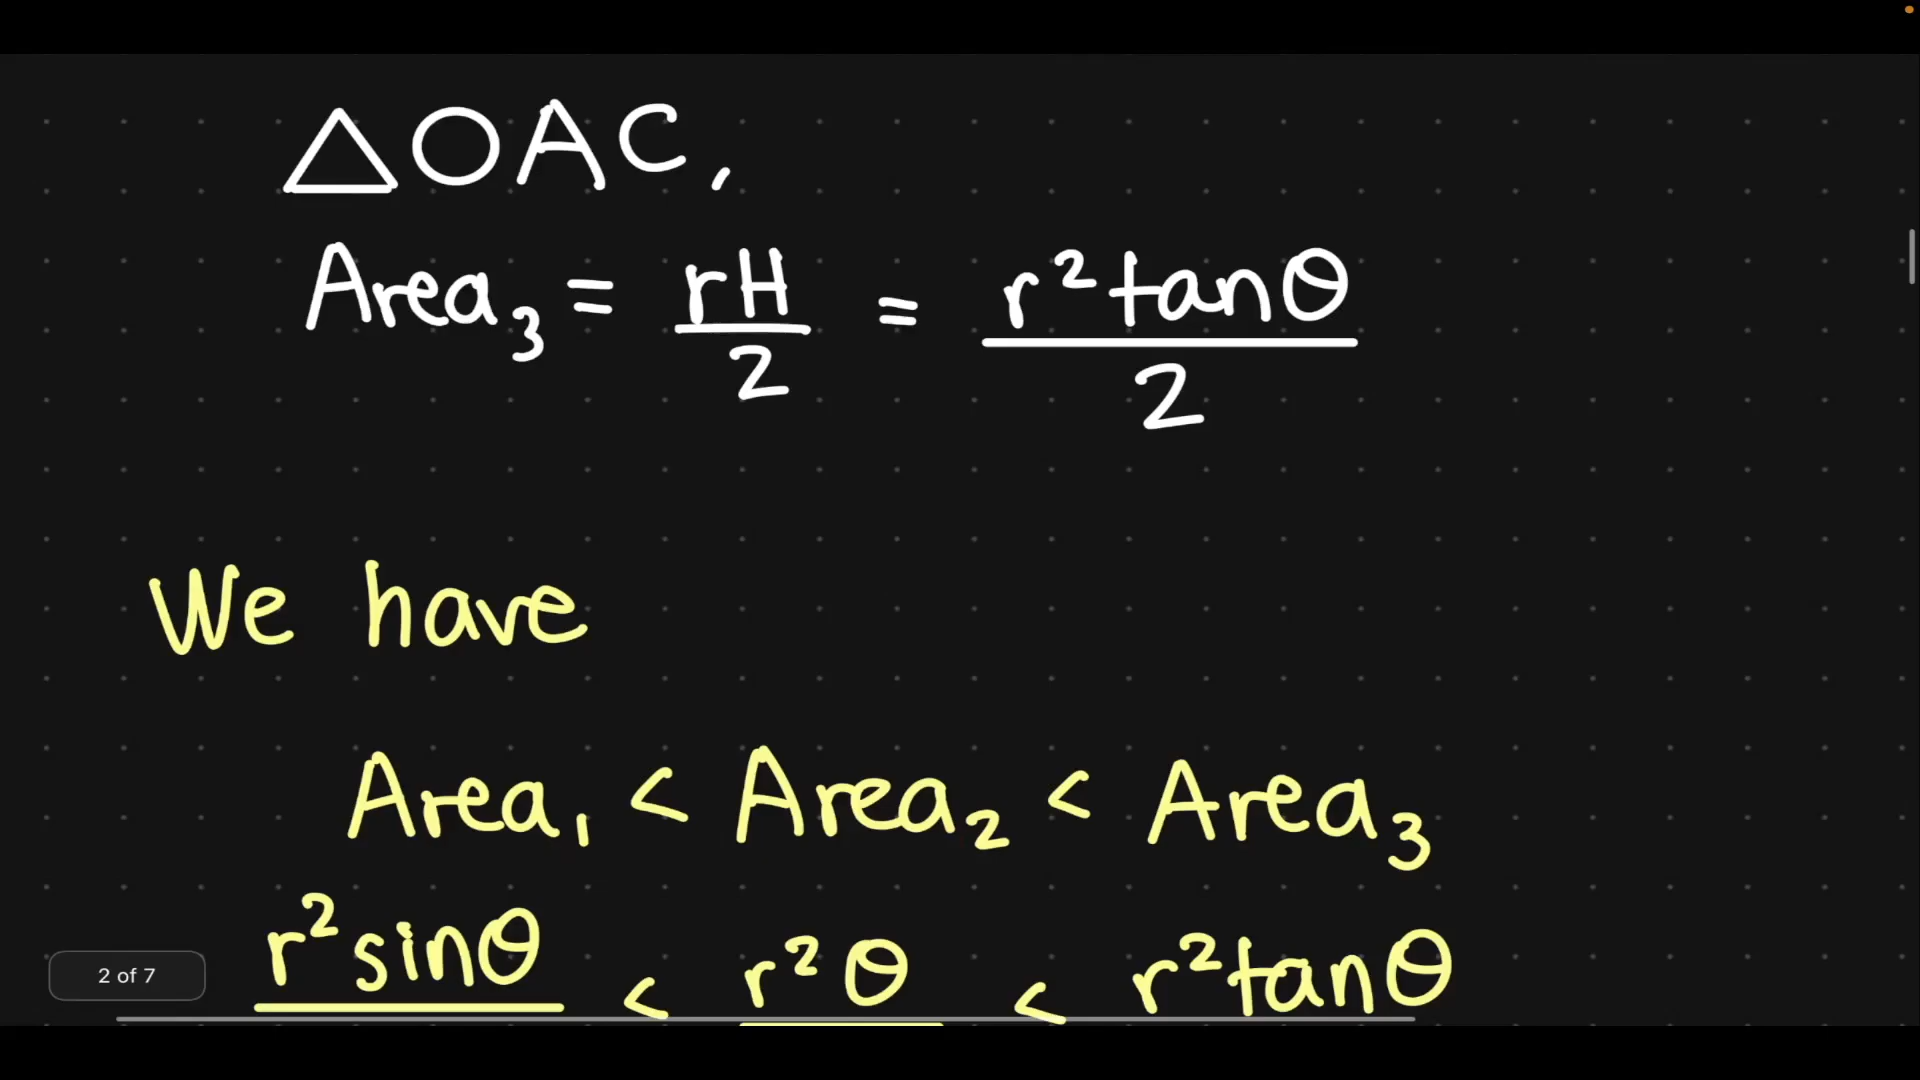 △OAC,
Area₃ = rH/2 = r²tanθ/2
We have
Area₁ < Area₂ < Area₃
r²sinθ < r²θ < r²tanθ
2 of 7